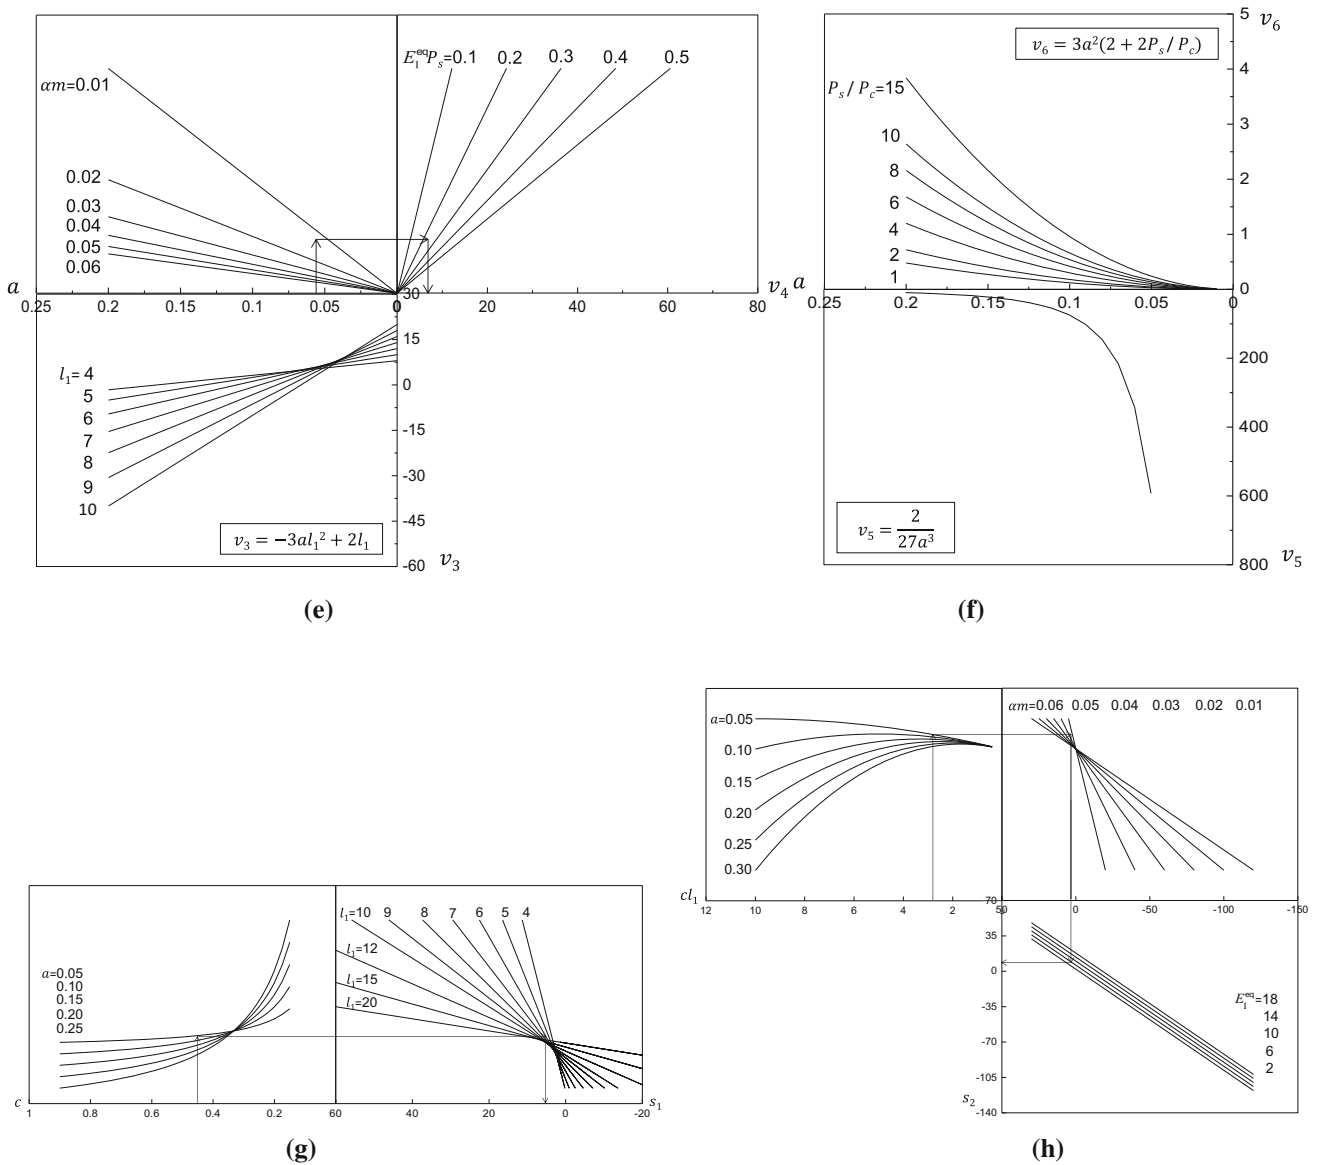 E₁ᵉᑫPₛ=0.1 0.2 0.3 0.4 0.5
αm=0.01
0.02
0.03
0.04
0.05
0.06
a
0.25 0.2 0.15 0.1 0.05 0 20 40 60 80
v₄
30
15
0
-15
-30
-45
-60
v₃
l₁= 4
5
6
7
8
9
10
v₃ = −3al₁² + 2l₁
(e)
5
v₆
v₆ = 3a²(2 + 2Pₛ/P_c)
4
3
2
1
0
Pₛ/P_c=15
10
8
6
4
2
1
a
0.25 0.2 0.15 0.1 0.05 0
200
400
600
800
v₅
v₅ = 2/27a³
(f)
a=0.05
0.10
0.15
0.20
0.25
l₁=10 9 8 7 6 5 4
l₁=12
l₁=15
l₁=20
c
1 0.8 0.6 0.4 0.2 60 40 20 0 -20
s₁
(g)
a=0.05
0.10
0.15
0.20
0.25
0.30
αm=0.06 0.05 0.04 0.03 0.02 0.01
cl₁
12 10 8 6 4 2 50 0 -50 -100 -150
70
35
0
-35
-70
-105
-140
s₂
E₁ᵉᑫ=18
14
10
6
2
(h)